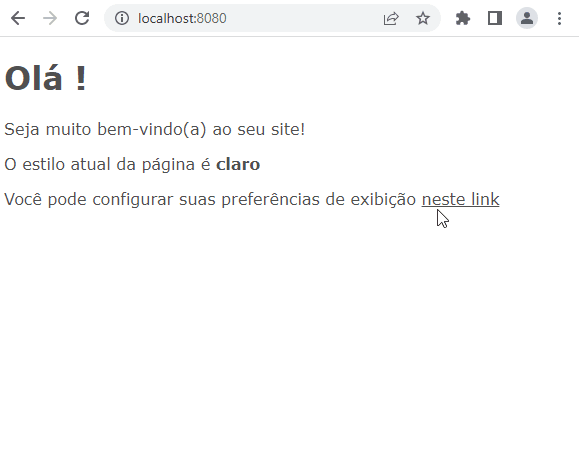 localhost:8080
Olá !
Seja muito bem-vindo(a) ao seu site!
O estilo atual da página é claro
Você pode configurar suas preferências de exibição neste link